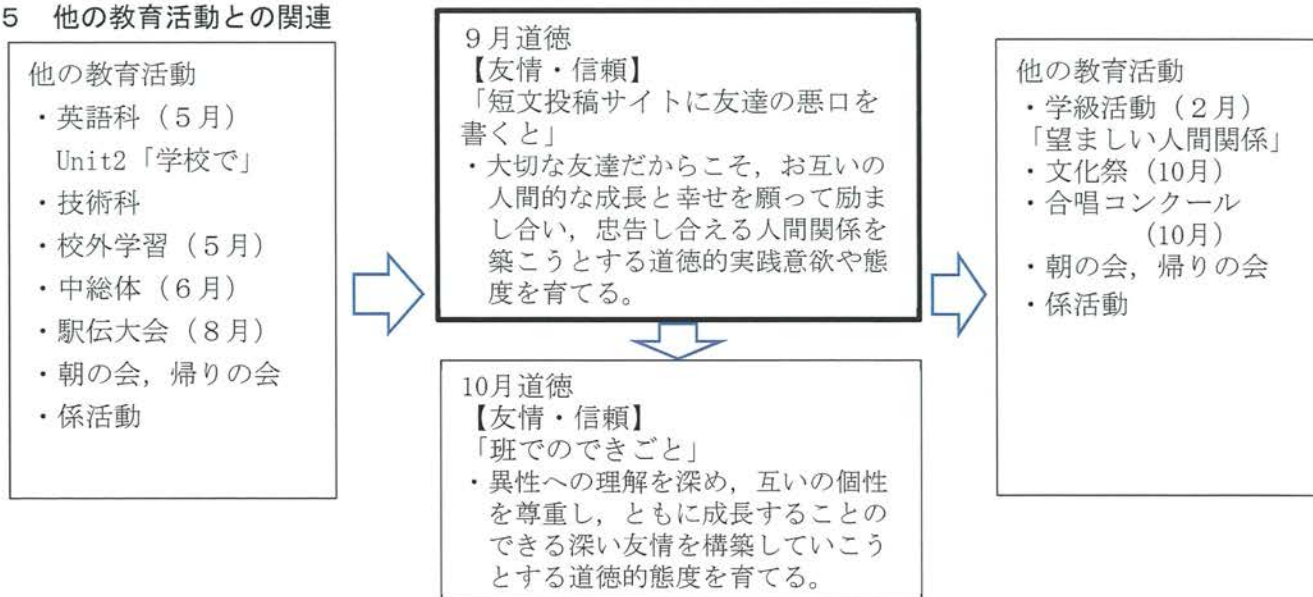 5 他の教育活動との関連
他の教育活動
・英語科（５月）
Unit2「学校で」
・技術科
・校外学習（５月）
・中総体（６月）
・駅伝大会（８月）
・朝の会，帰りの会
・係活動
９月道徳
【友情・信頼】
「短文投稿サイトに友達の悪口を
書くと」
・大切な友達だからこそ，お互いの
人間的な成長と幸せを願って励ま
し合い，忠告し合える人間関係を
築こうとする道徳的実践意欲や態
度を育てる。
10月道徳
【友情・信頼】
「班でのできごと」
・異性への理解を深め，互いの個性
を尊重し，ともに成長することの
できる深い友情を構築していこう
とする道徳的態度を育てる。
他の教育活動
・学級活動（２月）
「望ましい人間関係」
・文化祭（10月）
・合唱コンクール
（10月）
・朝の会，帰りの会
・係活動